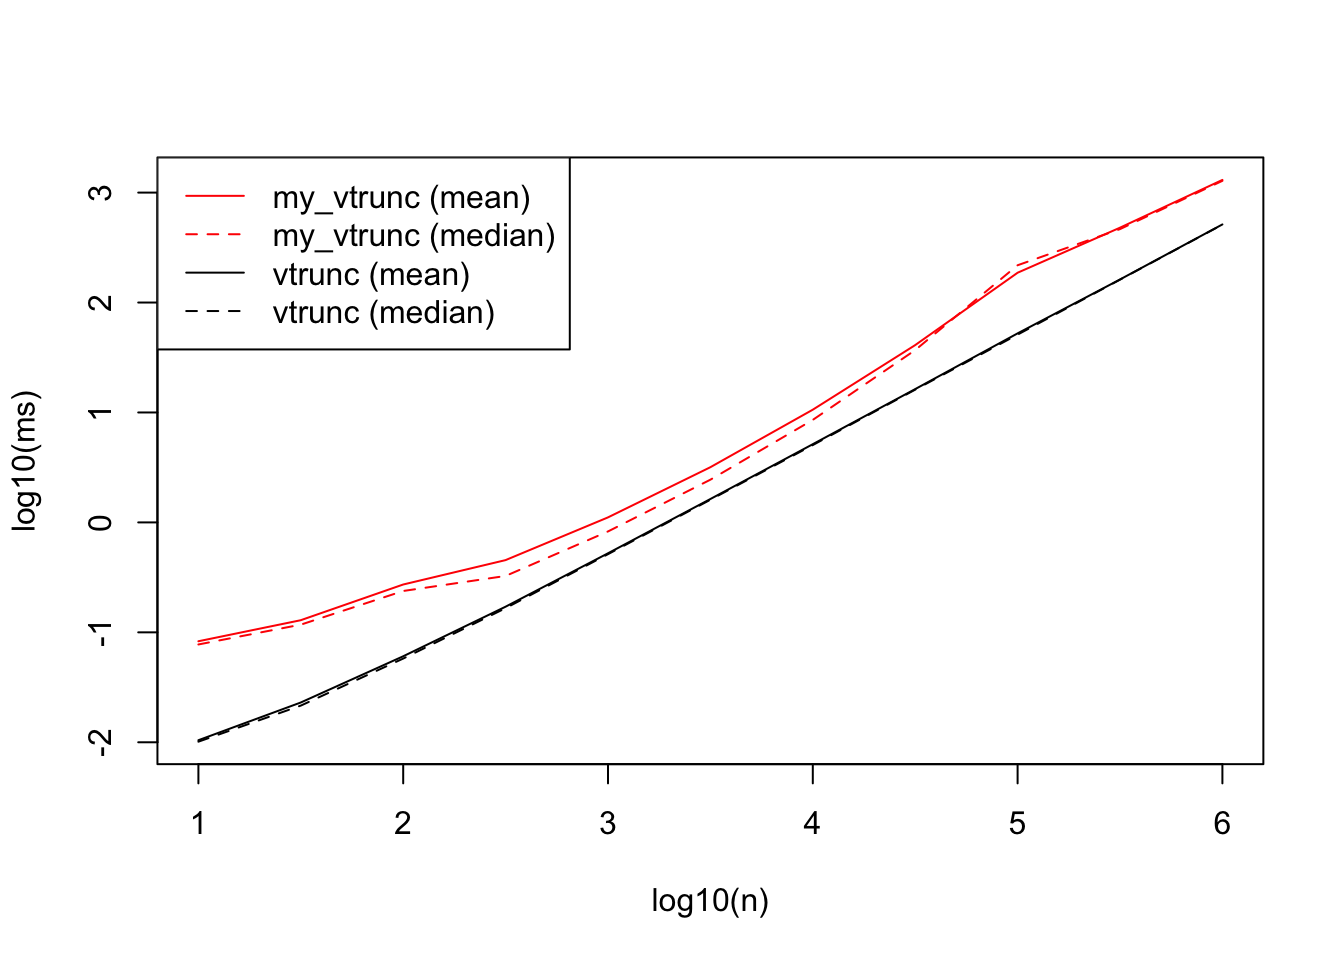 my_vtrunc (mean)
my_vtrunc (median)
vtrunc (mean)
vtrunc (median)
log10(ms)
3
2
1
0
-1
-2
1 2 3 4 5 6
log10(n)